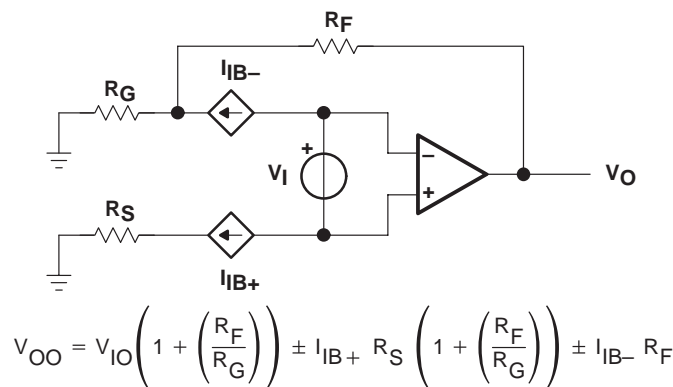 RF
IIB–
RG
+
VI
–
+
VO
RS
IIB+
VOO = VIO(1 + (RF/RG)) ± IIB+ RS (1 + (RF/RG)) ± IIB– RF